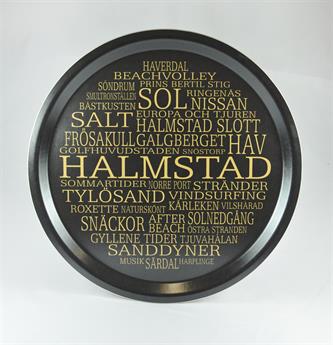 HAVERDAL
BEACHVOLLEY
SÖNDRUM PRINS BERTIL STIG
SMULTRONSTÄLLEN SOL RINGENÄS
BÄSTKUSTEN NISSAN
SALT EUROPA OCH TJUREN
HALMSTAD SLOTT
FRÖSAKULL GALGBERGET HAV
GOLFHUVUDSTADEN SNÖSTORP
HALMSTAD
SOMMARTIDER NORRE PORT STRÄNDER
TYLÖSAND VINDSURFING
ROXETTE NATURSKÖNT KÄRLEKEN VILSHÄRAD
SNÄCKOR AFTER BEACH SOLNEDGÅNG
ÖSTRA STRANDEN
GYLLENE TIDER TJUVAHÅLAN
SANDDYNER
MUSIK SÄRDAL HARPLINGE